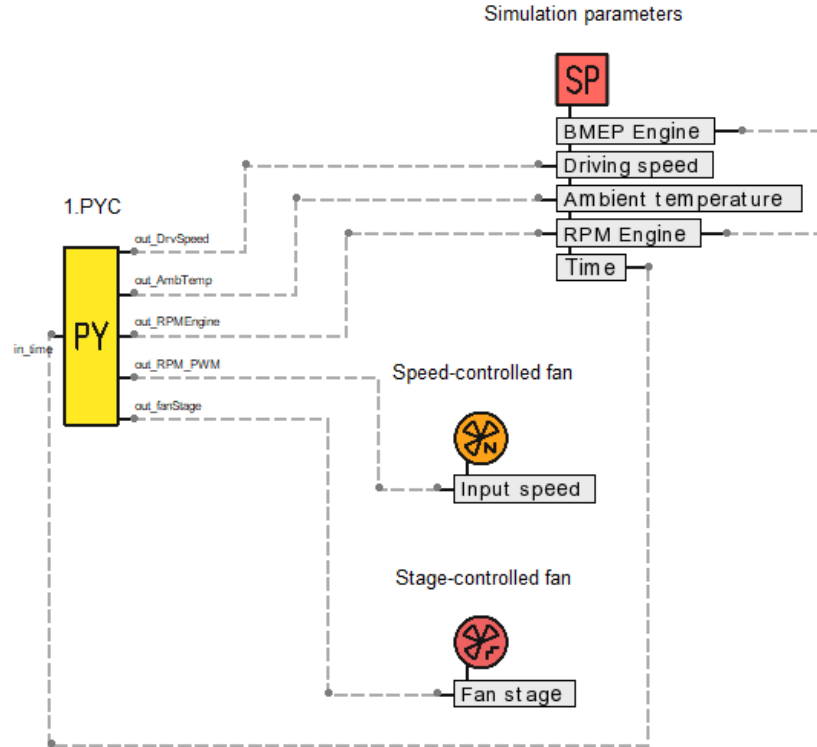 Simulation parameters
SP
BMEP Engine
Driving speed
Ambient temperature
RPM Engine
Time
1.PYC
out_DrvSpeed
out_AmbTemp
PY
out_RPMEngine
in_time
out_RPM_PWM
out_fanStage
Speed-controlled fan
N
Input speed
Stage-controlled fan
Fan stage